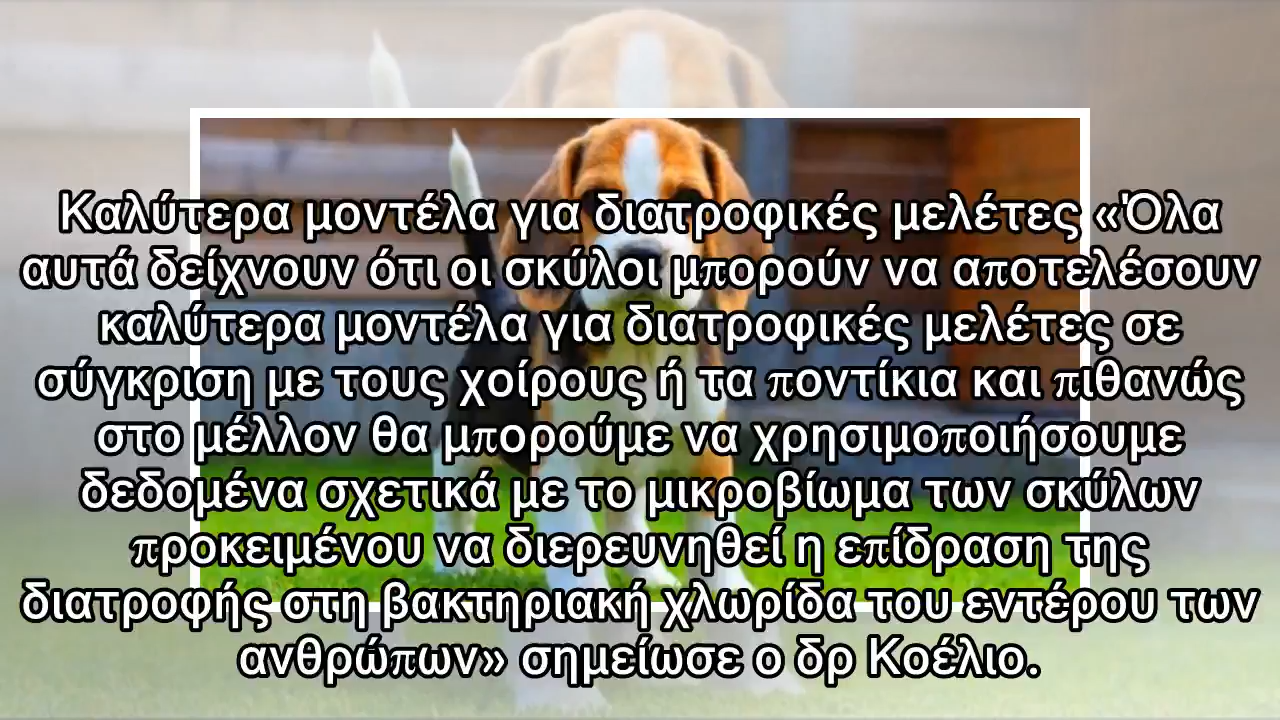 Καλύτερα μοντέλα για διατροφικές μελέτες «Όλα
αυτά δείχνουν ότι οι σκύλοι μπορούν να αποτελέσουν
καλύτερα μοντέλα για διατροφικές μελέτες σε
σύγκριση με τους χοίρους ή τα ποντίκια και πιθανώς
στο μέλλον θα μπορούμε να χρησιμοποιήσουμε
δεδομένα σχετικά με το μικροβίωμα των σκύλων
προκειμένου να διερευνηθεί η επίδραση της
διατροφής στη βακτηριακή χλωρίδα του εντέρου των
ανθρώπων» σημείωσε ο δρ Κοέλιο.